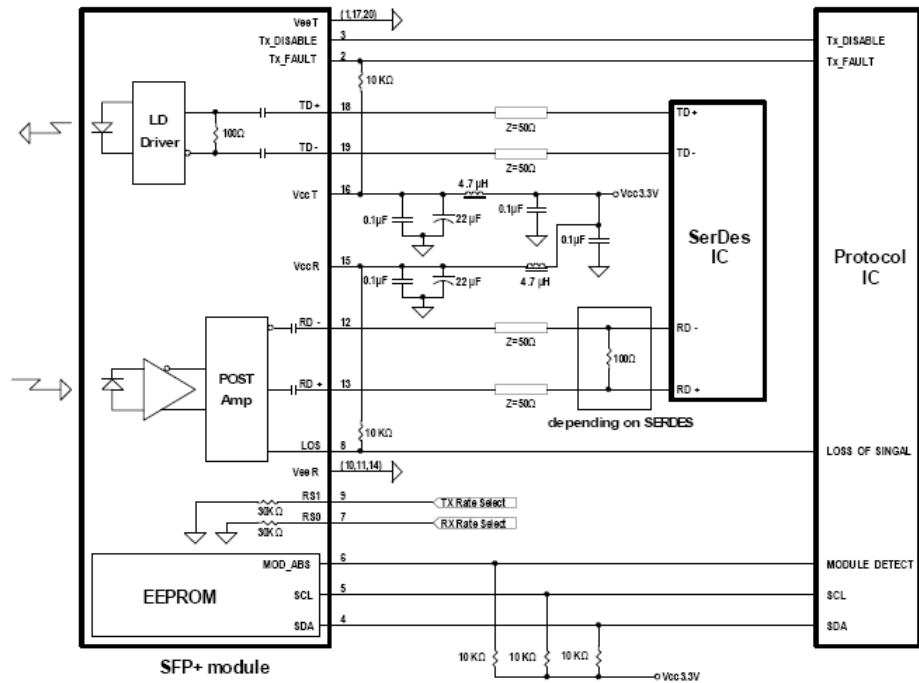 VeeT (1,17,20)
Tx_DISABLE 3 Tx_DISABLE
Tx_FAULT 2 Tx_FAULT
10 KΩ
LD Driver
100Ω
TD+ 18 Z=50Ω TD+
TD- 19 Z=50Ω TD-
VccT 16 4.7 µH Vcc3.3V
0.1µF 22 µF 0.1µF 0.1µF
SerDes IC
Protocol IC
VccR 15
0.1µF 22 µF 4.7 µH
RD - 12 Z=50Ω RD -
100Ω
POST Amp
RD + 13 Z=50Ω RD+
depending on SERDES
10 KΩ
LOS 8 LOSS OF SINGAL
VeeR (10,11,14)
RS1 9 TX Rate Select
30KΩ
RS0 7 RX Rate Select
30KΩ
MOD_ABS 6 MODULE DETECT
EEPROM
SCL 5 SCL
SDA 4 SDA
10 KΩ 10 KΩ 10 KΩ
SFP+ module
Vcc3.3V